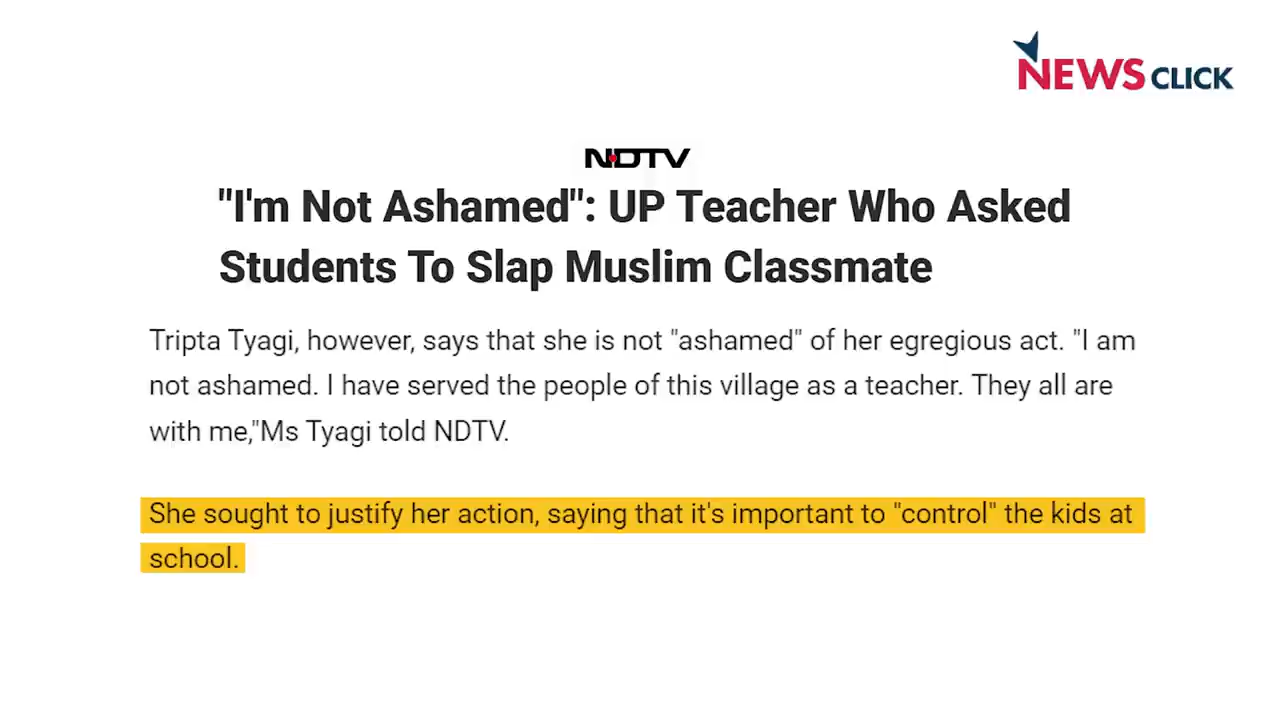 NEWS CLICK
NDTV
"I'm Not Ashamed": UP Teacher Who Asked
Students To Slap Muslim Classmate
Tripta Tyagi, however, says that she is not "ashamed" of her egregious act. "I am
not ashamed. I have served the people of this village as a teacher. They all are
with me,"Ms Tyagi told NDTV.
She sought to justify her action, saying that it's important to "control" the kids at
school.